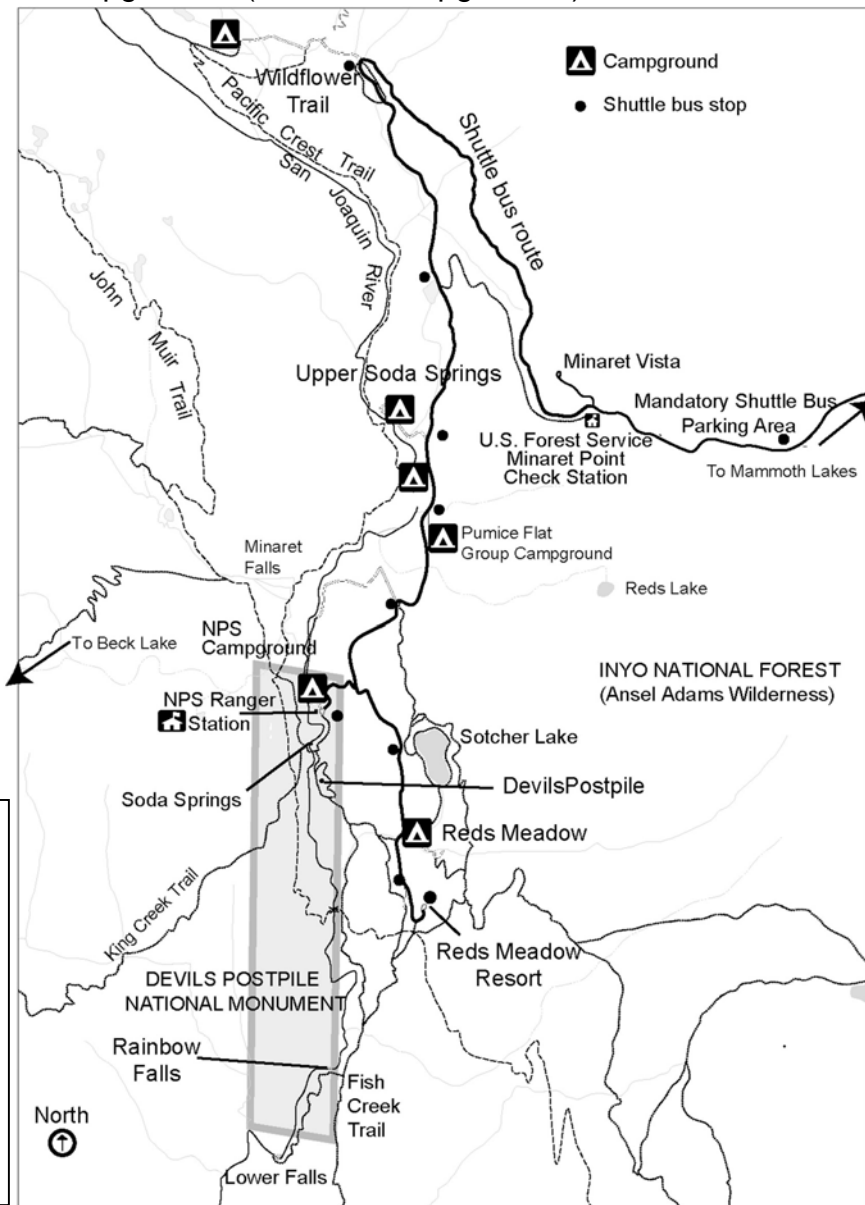 Campground
Shuttle bus stop
Wildflower
Trail
Pacific Crest Trail
San Joaquin River
Shuttle bus route
John Muir Trail
Minaret Vista
Upper Soda Springs
Mandatory Shuttle Bus
Parking Area
U.S. Forest Service
Minaret Point
Check Station
To Mammoth Lakes
Pumice Flat
Group Campground
Minaret
Falls
Reds Lake
NPS
Campground
To Beck Lake
INYO NATIONAL FOREST
(Ansel Adams Wilderness)
NPS Ranger
Station
Sotcher Lake
DevilsPostpile
Soda Springs
Reds Meadow
King Creek Trail
Reds Meadow
Resort
DEVILS POSTPILE
NATIONAL MONUMENT
Rainbow
Falls
Fish
Creek
Trail
North
Lower Falls